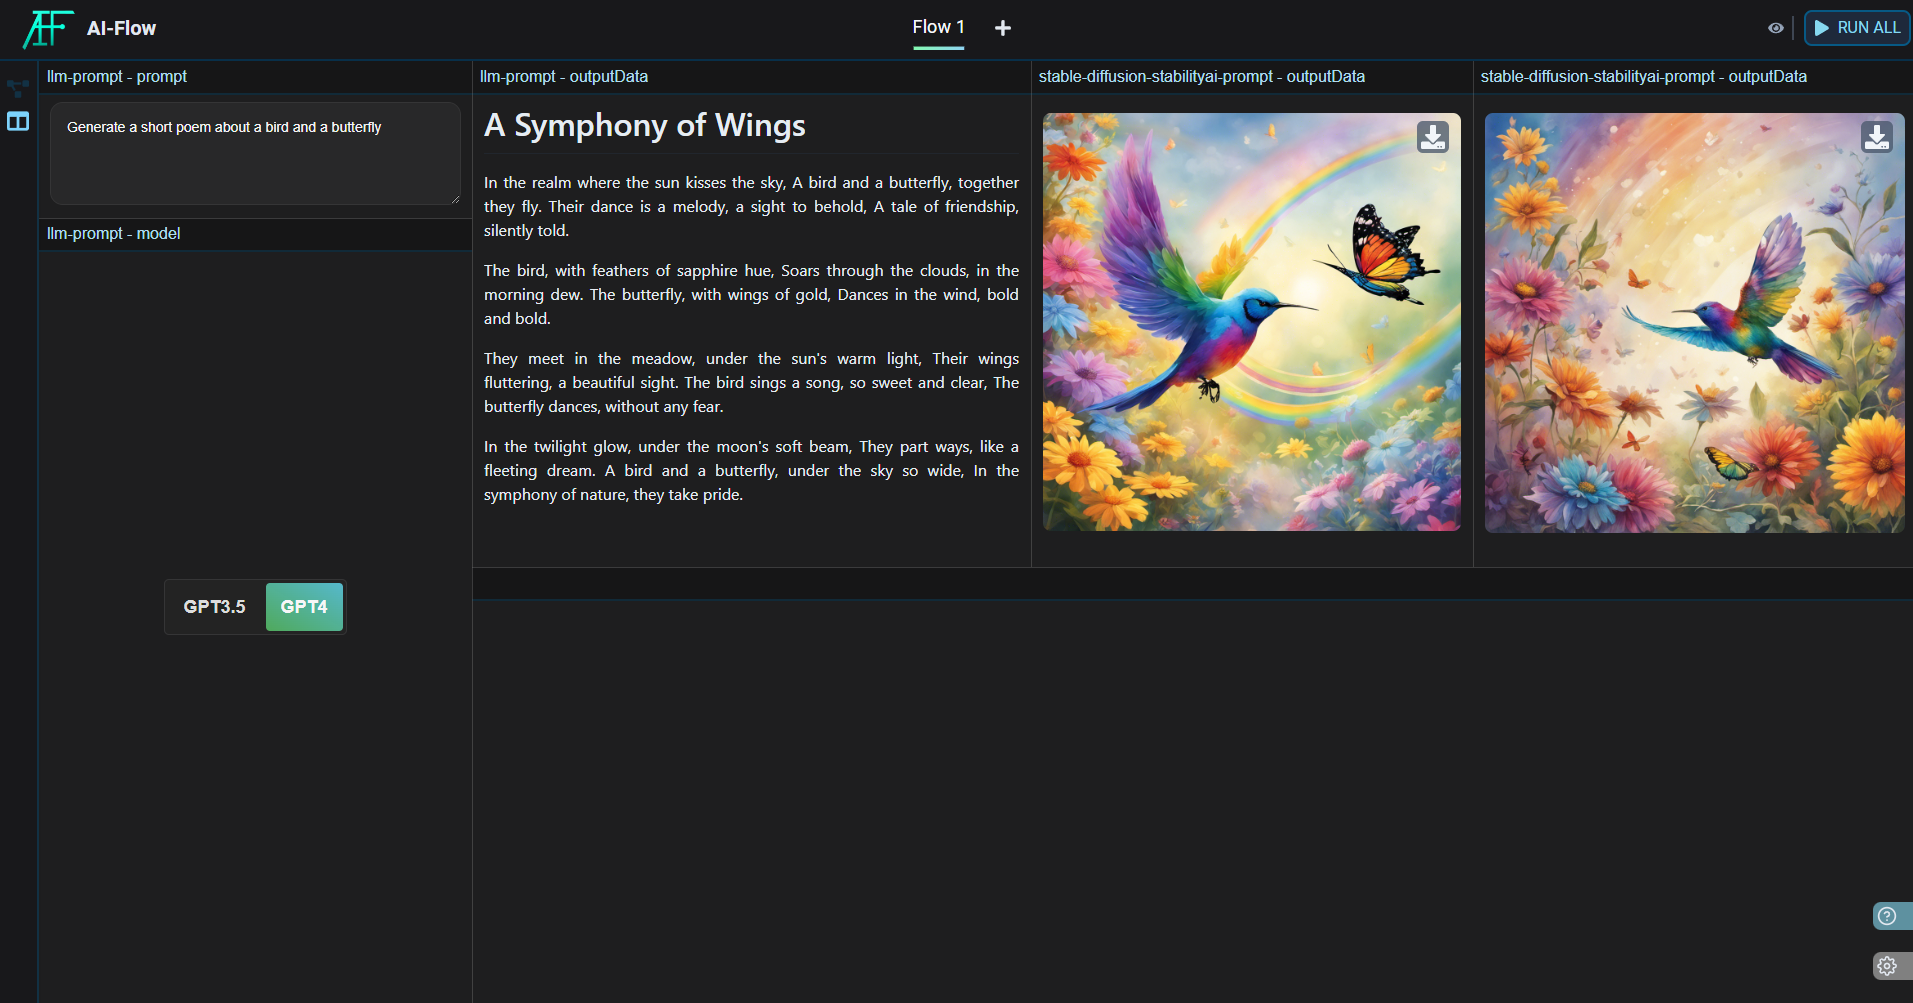 AI-Flow
Flow 1
RUN ALL
llm-prompt - prompt
Generate a short poem about a bird and a butterfly
llm-prompt - model
GPT3.5
GPT4
llm-prompt - outputData
A Symphony of Wings
In the realm where the sun kisses the sky, A bird and a butterfly, together
they fly. Their dance is a melody, a sight to behold, A tale of friendship,
silently told.
The bird, with feathers of sapphire hue, Soars through the clouds, in the
morning dew. The butterfly, with wings of gold, Dances in the wind, bold
and bold.
They meet in the meadow, under the sun's warm light, Their wings
fluttering, a beautiful sight. The bird sings a song, so sweet and clear, The
butterfly dances, without any fear.
In the twilight glow, under the moon's soft beam, They part ways, like a
fleeting dream. A bird and a butterfly, under the sky so wide, In the
symphony of nature, they take pride.
stable-diffusion-stabilityai-prompt - outputData
stable-diffusion-stabilityai-prompt - outputData